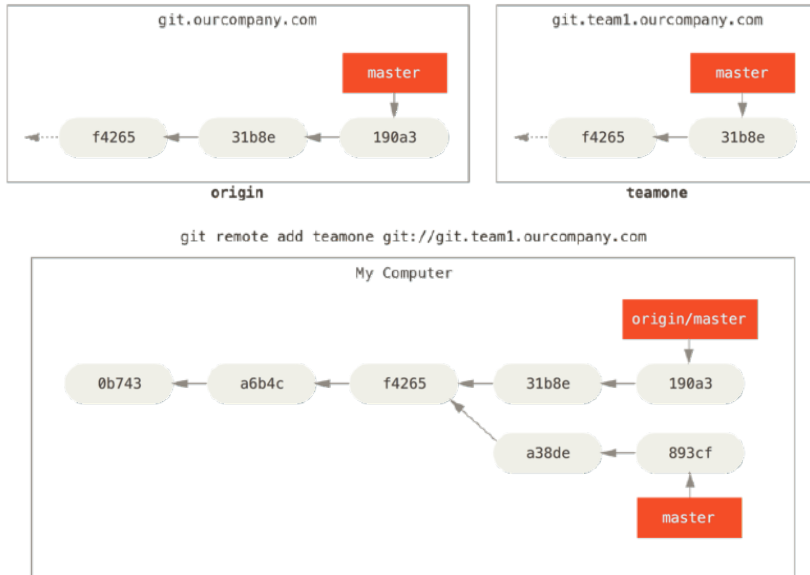 git.ourcompany.com
master
f4265
31b8e
190a3
origin
git.team1.ourcompany.com
master
f4265
31b8e
teamone
git remote add teamone git://git.team1.ourcompany.com
My Computer
origin/master
0b743
a6b4c
f4265
31b8e
190a3
a38de
893cf
master